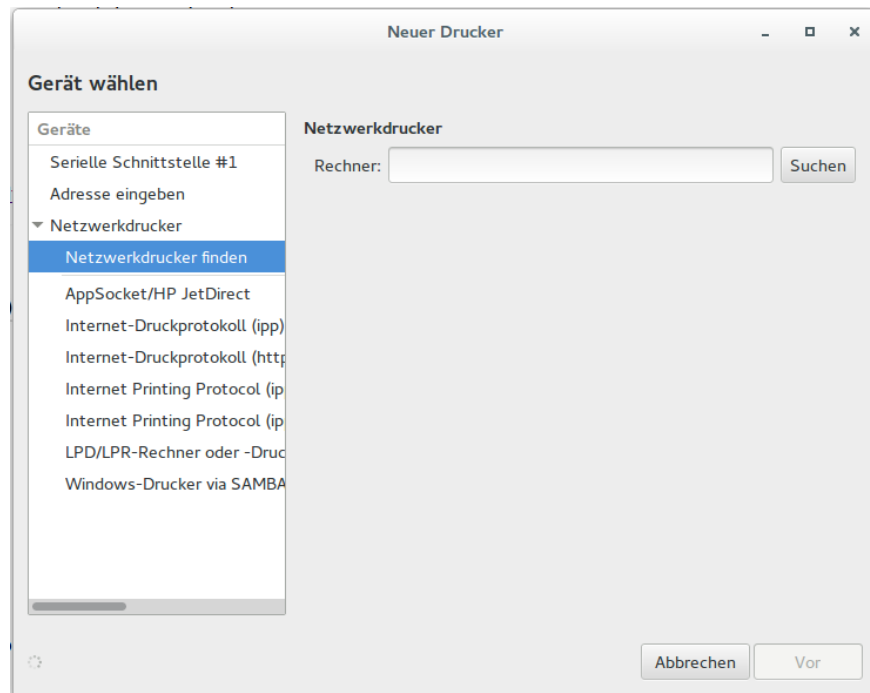 Neuer Drucker
Gerät wählen
Geräte
Serielle Schnittstelle #1
Adresse eingeben
Netzwerkdrucker
Netzwerkdrucker finden
AppSocket/HP JetDirect
Internet-Druckprotokoll (ipp)
Internet-Druckprotokoll (http
Internet Printing Protocol (ip
Internet Printing Protocol (ip
LPD/LPR-Rechner oder -Druc
Windows-Drucker via SAMBA
Netzwerkdrucker
Rechner:
Suchen
Abbrechen
Vor